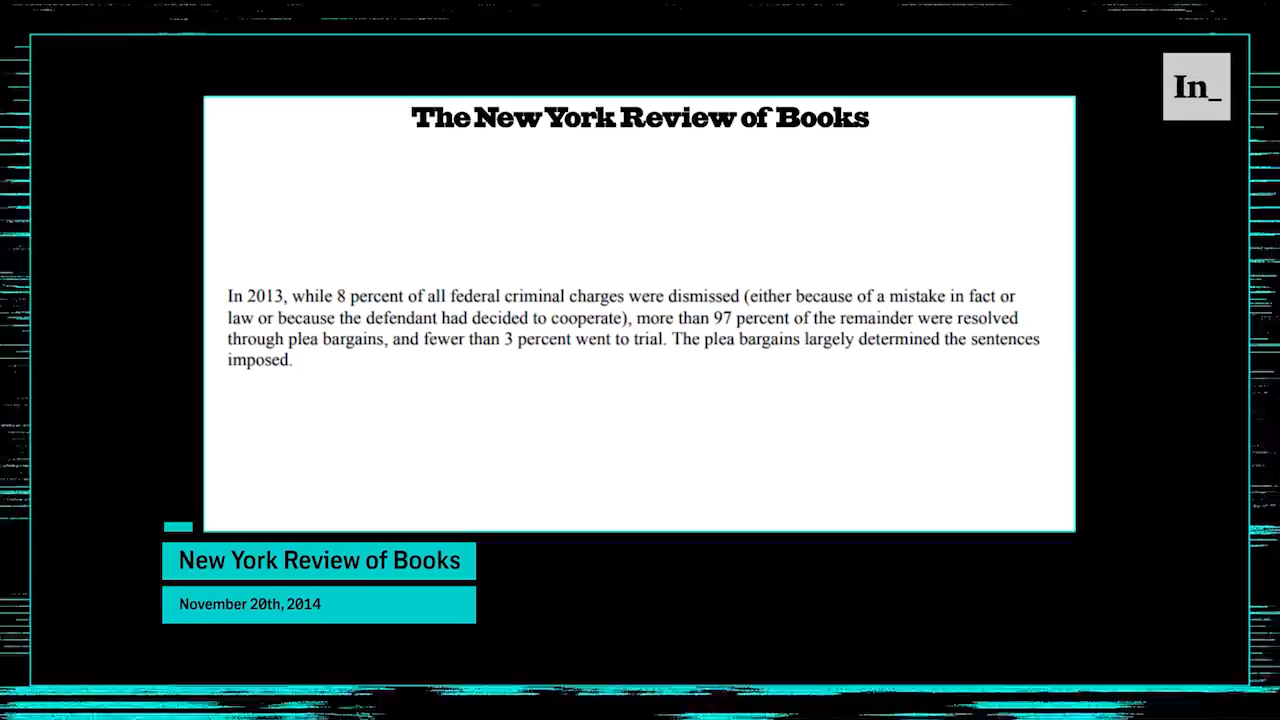 In_
The New York Review of Books
In 2013, while 8 percent of all federal criminal charges were dismissed (either because of a mistake in fact or
law or because the defendant had decided to cooperate), more than 97 percent of the remainder were resolved
through plea bargains, and fewer than 3 percent went to trial. The plea bargains largely determined the sentences
imposed.
New York Review of Books
November 20th, 2014